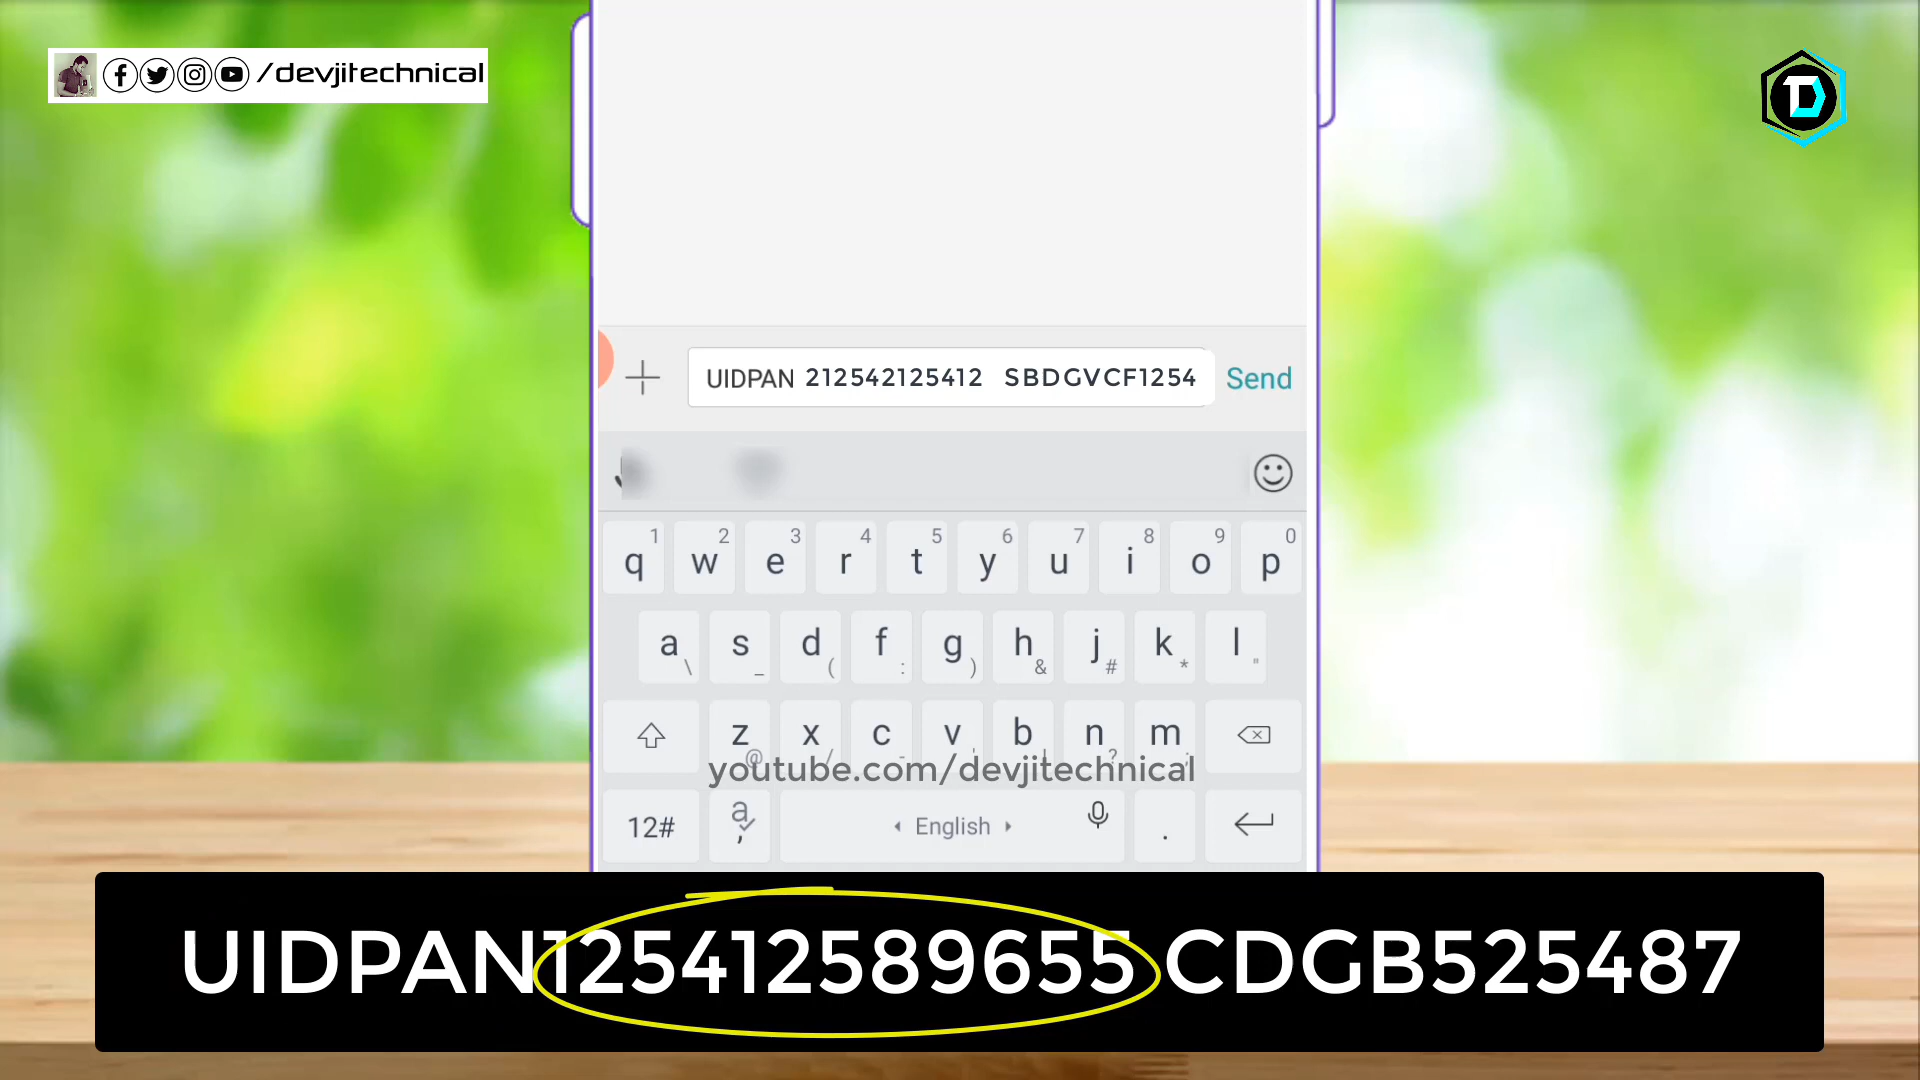 /devjitechnical
TD
UIDPAN 212542125412 SBDGVCF1254 Send
1 2 3 4 5 6 7 8 9 0
q w e r t y u i o p
a s d f g h j k l
\ _ ( : ) & # * "
z x c v b n m
@ / - ' ! ? ;
youtube.com/devjitechnical
12# a , English .
UIDPAN125412589655 CDGB525487